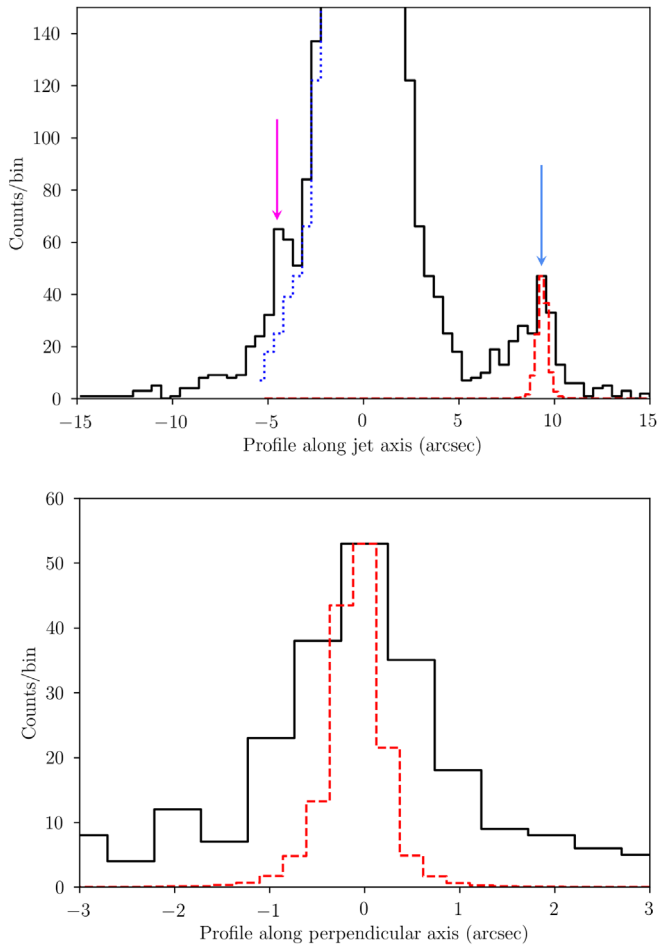 140
120
100
80
60
40
20
0
Counts/bin
−15 −10 −5 0 5 10 15
Profile along jet axis (arcsec)
60
50
40
30
20
10
0
Counts/bin
−3 −2 −1 0 1 2 3
Profile along perpendicular axis (arcsec)